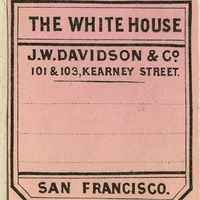 THE WHITE HOUSE
J.W. DAVIDSON & Co.
101 & 103, KEARNEY STREET.
SAN FRANCISCO.